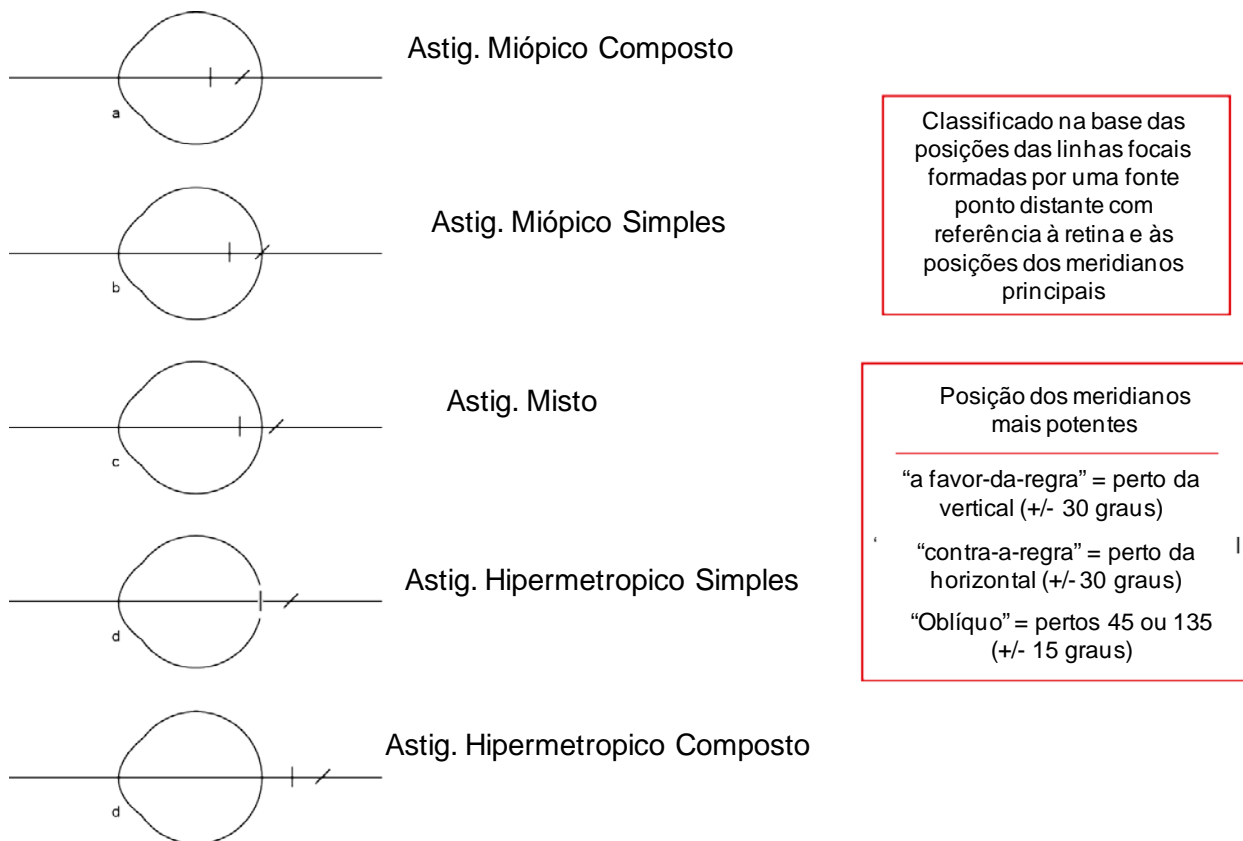 Astig. Miópico Composto
a
Astig. Miópico Simples
b
Astig. Misto
c
Astig. Hipermetropico Simples
d
Astig. Hipermetropico Composto
d
Classificado na base das
posições das linhas focais
formadas por uma fonte
ponto distante com
referência à retina e às
posições dos meridianos
principais
Posição dos meridianos
mais potentes
“a favor-da-regra” = perto da
vertical (+/- 30 graus)
“contra-a-regra” = perto da
horizontal (+/- 30 graus)
“Oblíquo” = pertos 45 ou 135
(+/- 15 graus)